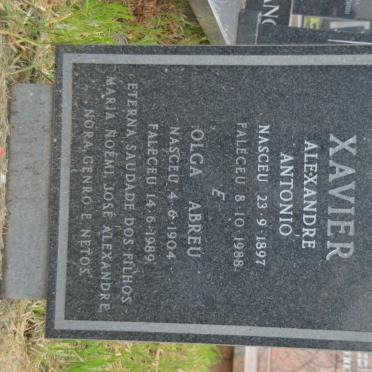 XAVIER
ALEXANDRE
ANTONIO
NASCEU 23.9.1897
FALECEU 8.10.1988
E
OLGA ABREU
NASCEU 4.6.1904
FALECEU 14.6.1989
ETERNA SAUDADE DOS FILHOS
MARIA NOEMI, JOSÉ ALEXANDRE
NORA, GENRO E NETOS.